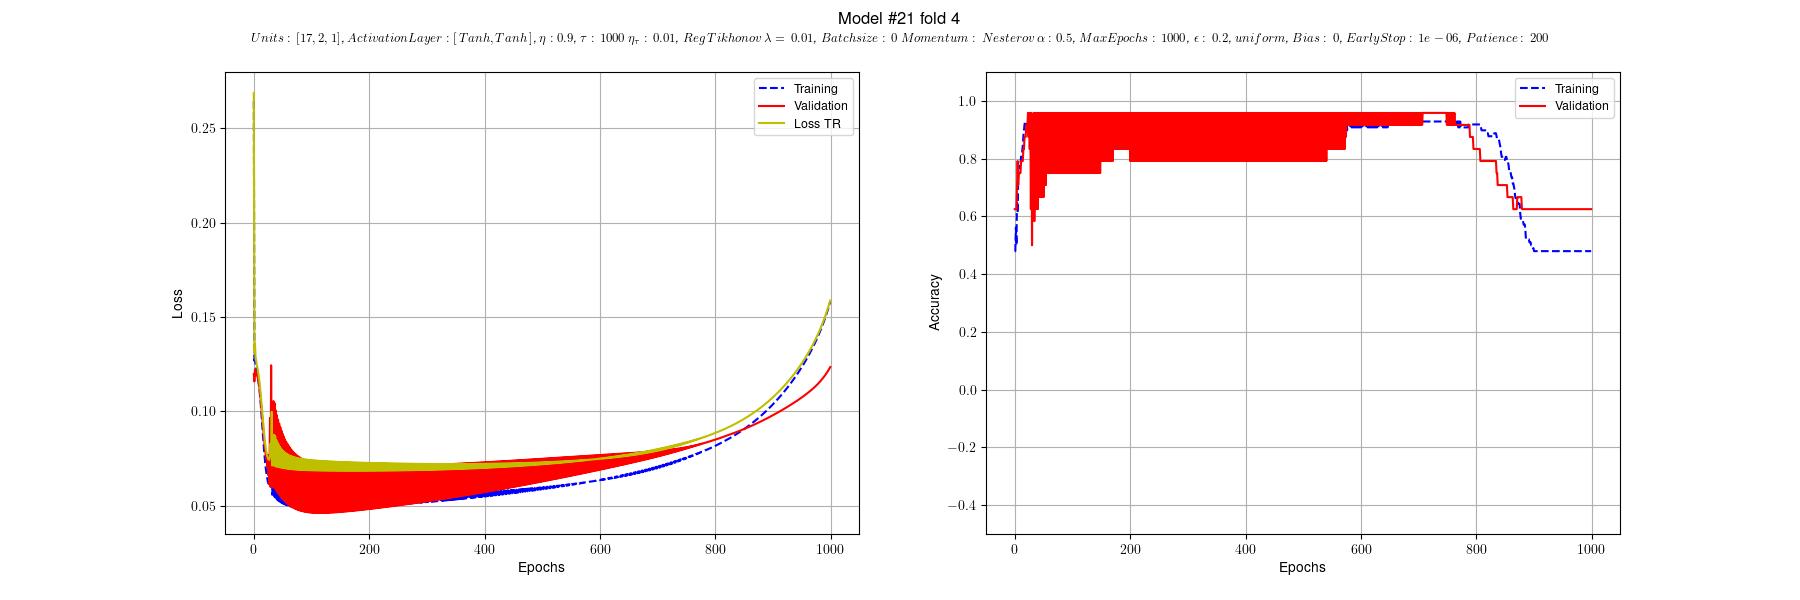 Model #21 fold 4
Units : [17, 2, 1], ActivationLayer : [ Tanh, Tanh ], η : 0.9, τ : 1000 ητ : 0.01, Reg Tikhonov λ = 0.01, Batchsize : 0 Momentum : Nesterov α : 0.5, MaxEpochs : 1000, ϵ : 0.2, uniform, Bias : 0, EarlyStop : 1e − 06, Patience : 200
Training
Validation
Loss TR
0.25
0.20
0.15
0.10
0.05
Loss
0 200 400 600 800 1000
Epochs
Training
Validation
1.0
0.8
0.6
0.4
0.2
0.0
−0.2
−0.4
Accuracy
0 200 400 600 800 1000
Epochs